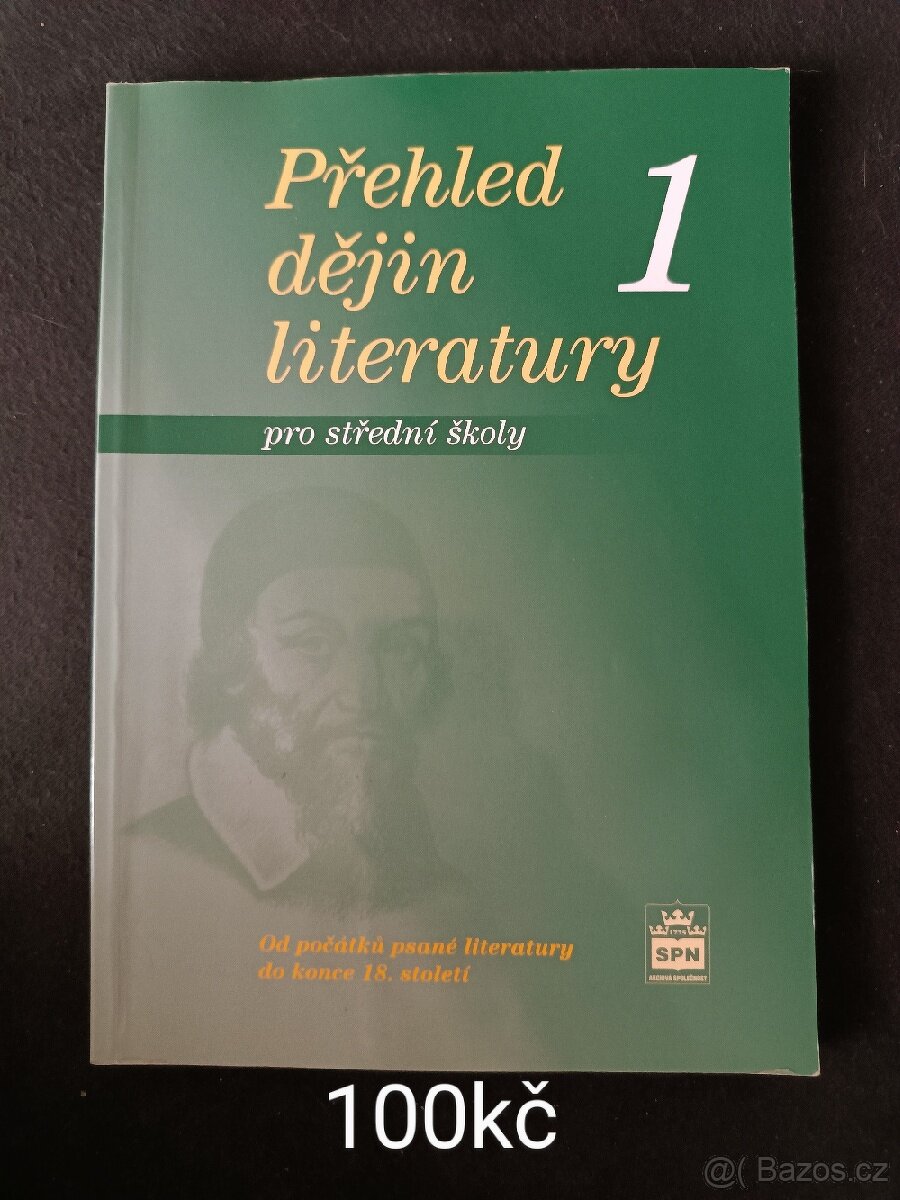 Přehled
dějin
literatury
1
pro střední školy
Od počátků psané literatury
do konce 18. století
1775
SPN
100kč
@( Bazos.cz